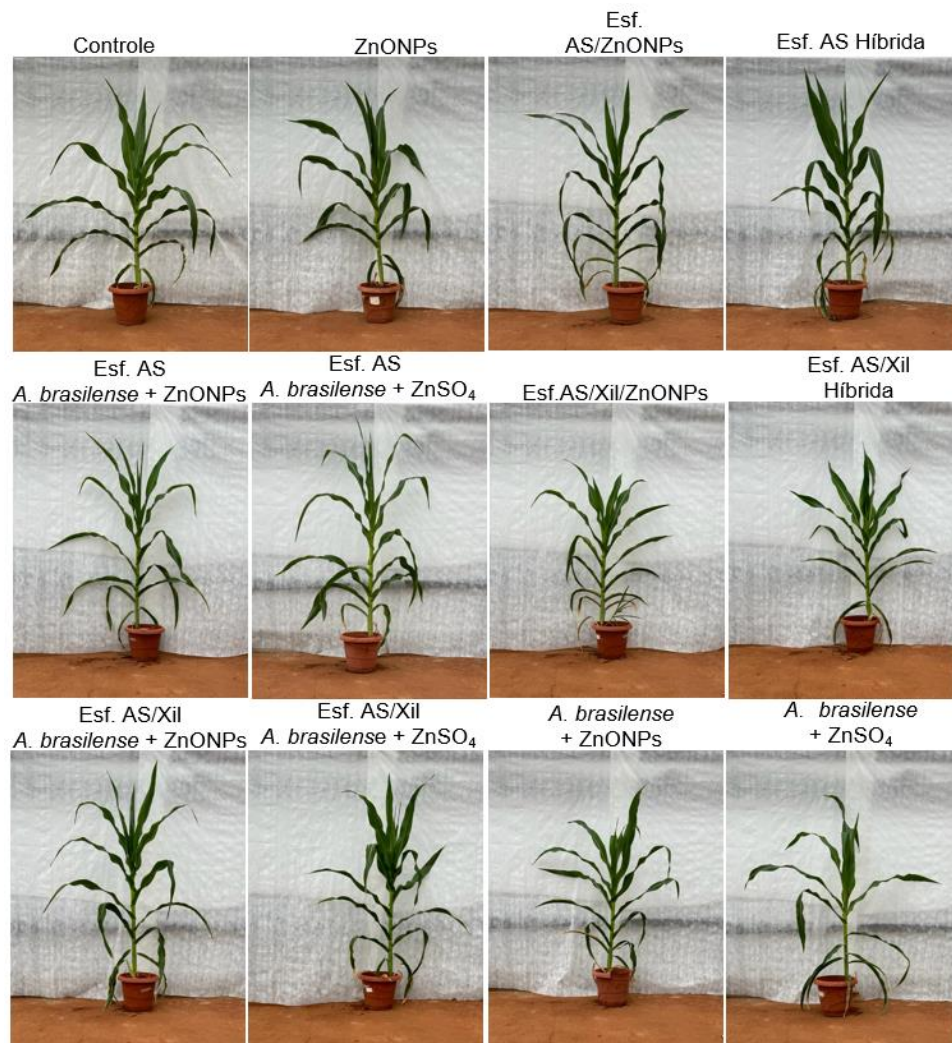 Controle
ZnONPs
Esf.
AS/ZnONPs
Esf. AS Híbrida
Esf. AS
A. brasilense + ZnONPs
Esf. AS
A. brasilense + ZnSO₄
Esf.AS/Xil/ZnONPs
Esf. AS/Xil
Híbrida
Esf. AS/Xil
A. brasilense + ZnONPs
Esf. AS/Xil
A. brasilense + ZnSO₄
A. brasilense
+ ZnONPs
A. brasilense
+ ZnSO₄